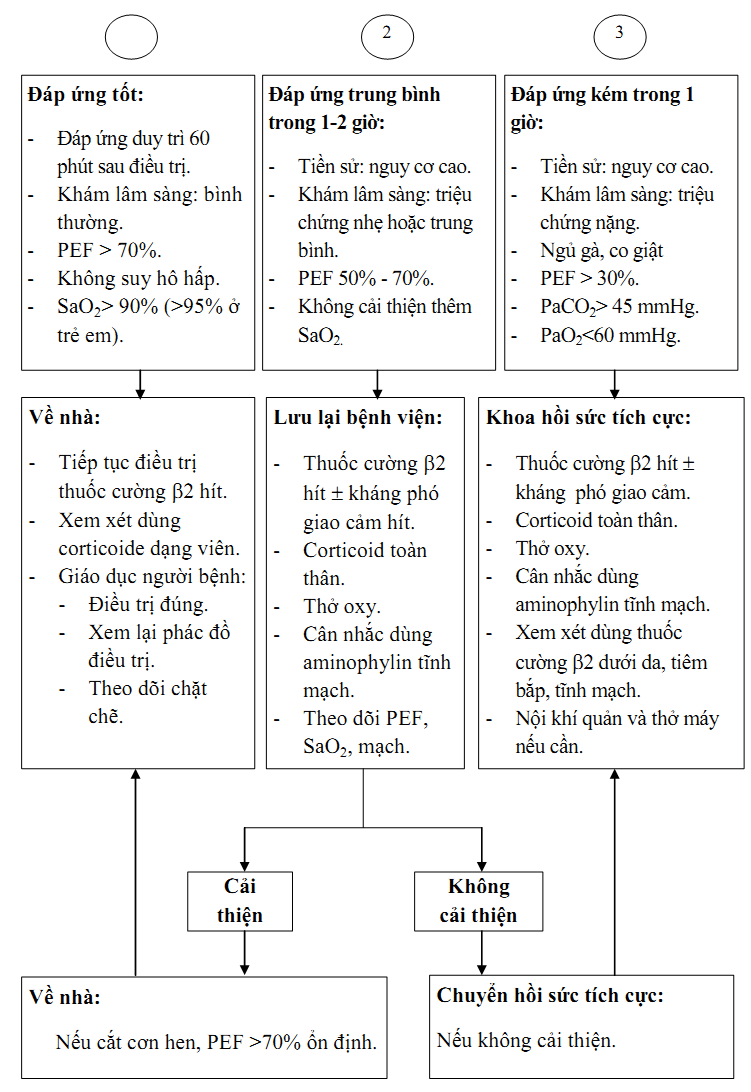 2
3
Đáp ứng tốt:
- Đáp ứng duy trì 60
phút sau điều trị.
- Khám lâm sàng: bình
thường.
- PEF > 70%.
- Không suy hô hấp.
- SaO₂> 90% (>95% ở
trẻ em).
Đáp ứng trung bình
trong 1-2 giờ:
- Tiền sử: nguy cơ cao.
- Khám lâm sàng: triệu
chứng nhẹ hoặc trung
bình.
- PEF 50% - 70%.
- Không cải thiện thêm
SaO₂.
Đáp ứng kém trong 1
giờ:
- Tiền sử: nguy cơ cao.
- Khám lâm sàng: triệu
chứng nặng.
- Ngủ gà, co giật
- PEF > 30%.
- PaCO₂> 45 mmHg.
- PaO₂<60 mmHg.
Về nhà:
- Tiếp tục điều trị
thuốc cường β2 hít.
- Xem xét dùng
corticoide dạng viên.
- Giáo dục người bệnh:
- Điều trị đúng.
- Xem lại phác đồ
điều trị.
- Theo dõi chặt
chẽ.
Lưu lại bệnh viện:
- Thuốc cường β2
hít ± kháng phó
giao cảm hít.
- Corticoid toàn
thân.
- Thở oxy.
- Cân nhắc dùng
aminophylin tĩnh
mạch.
- Theo dõi PEF,
SaO₂, mạch.
Khoa hồi sức tích cực:
- Thuốc cường β2 hít ±
kháng phó giao cảm.
- Corticoid toàn thân.
- Thở oxy.
- Cân nhắc dùng
aminophylin tĩnh mạch.
- Xem xét dùng thuốc
cường β2 dưới da, tiêm
bắp, tĩnh mạch.
- Nội khí quản và thở máy
nếu cần.
Cải
thiện
Không
cải thiện
Về nhà:
Nếu cắt cơn hen, PEF >70% ổn định.
Chuyển hồi sức tích cực:
Nếu không cải thiện.